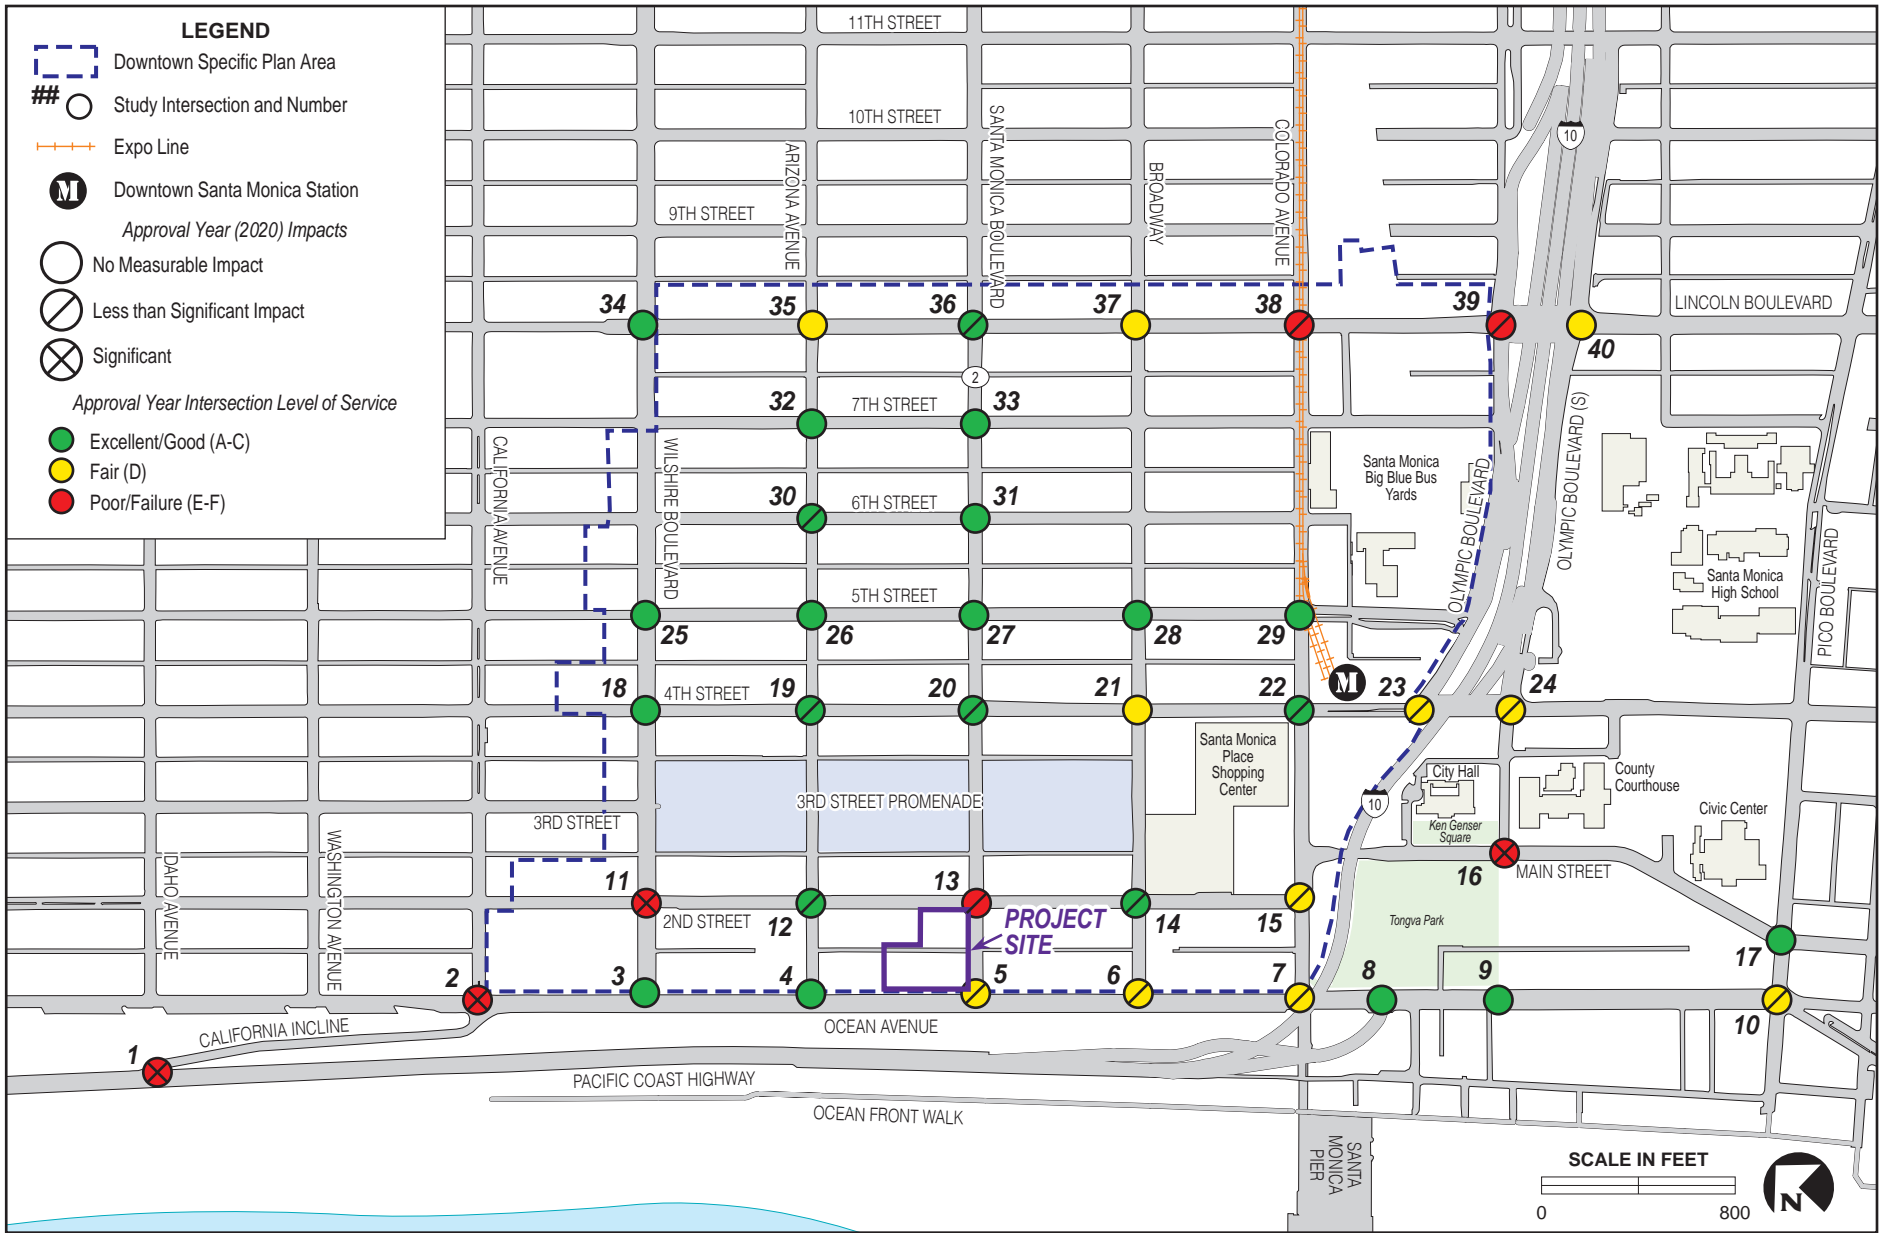 LEGEND
Downtown Specific Plan Area
##
Study Intersection and Number
Expo Line
M
Downtown Santa Monica Station
Approval Year (2020) Impacts
No Measurable Impact
Less than Significant Impact
Significant
Approval Year Intersection Level of Service
Excellent/Good (A-C)
Fair (D)
Poor/Failure (E-F)
11TH STREET
10TH STREET
9TH STREET
ARIZONA AVENUE
SANTA MONICA BOULEVARD
BROADWAY
COLORADO AVENUE
10
34
35
36
37
38
39
40
LINCOLN BOULEVARD
2
32
7TH STREET
33
CALIFORNIA AVENUE
WILSHIRE BOULEVARD
30
6TH STREET
31
Santa Monica
Big Blue Bus
Yards
OLYMPIC BOULEVARD
OLYMPIC BOULEVARD (S)
Santa Monica
High School
PICO BOULEVARD
5TH STREET
25
26
27
28
29
M
18
4TH STREET
19
20
21
22
23
24
Santa Monica
Place
Shopping
Center
City Hall
County
Courthouse
10
Ken Genser
Square
Civic Center
3RD STREET PROMENADE
3RD STREET
IDAHO AVENUE
WASHINGTON AVENUE
11
2ND STREET
12
13
PROJECT
SITE
14
15
16
MAIN STREET
Tongva Park
17
1
2
3
4
5
6
7
8
9
10
CALIFORNIA INCLINE
OCEAN AVENUE
PACIFIC COAST HIGHWAY
OCEAN FRONT WALK
SANTA
MONICA
PIER
SCALE IN FEET
0
800
N